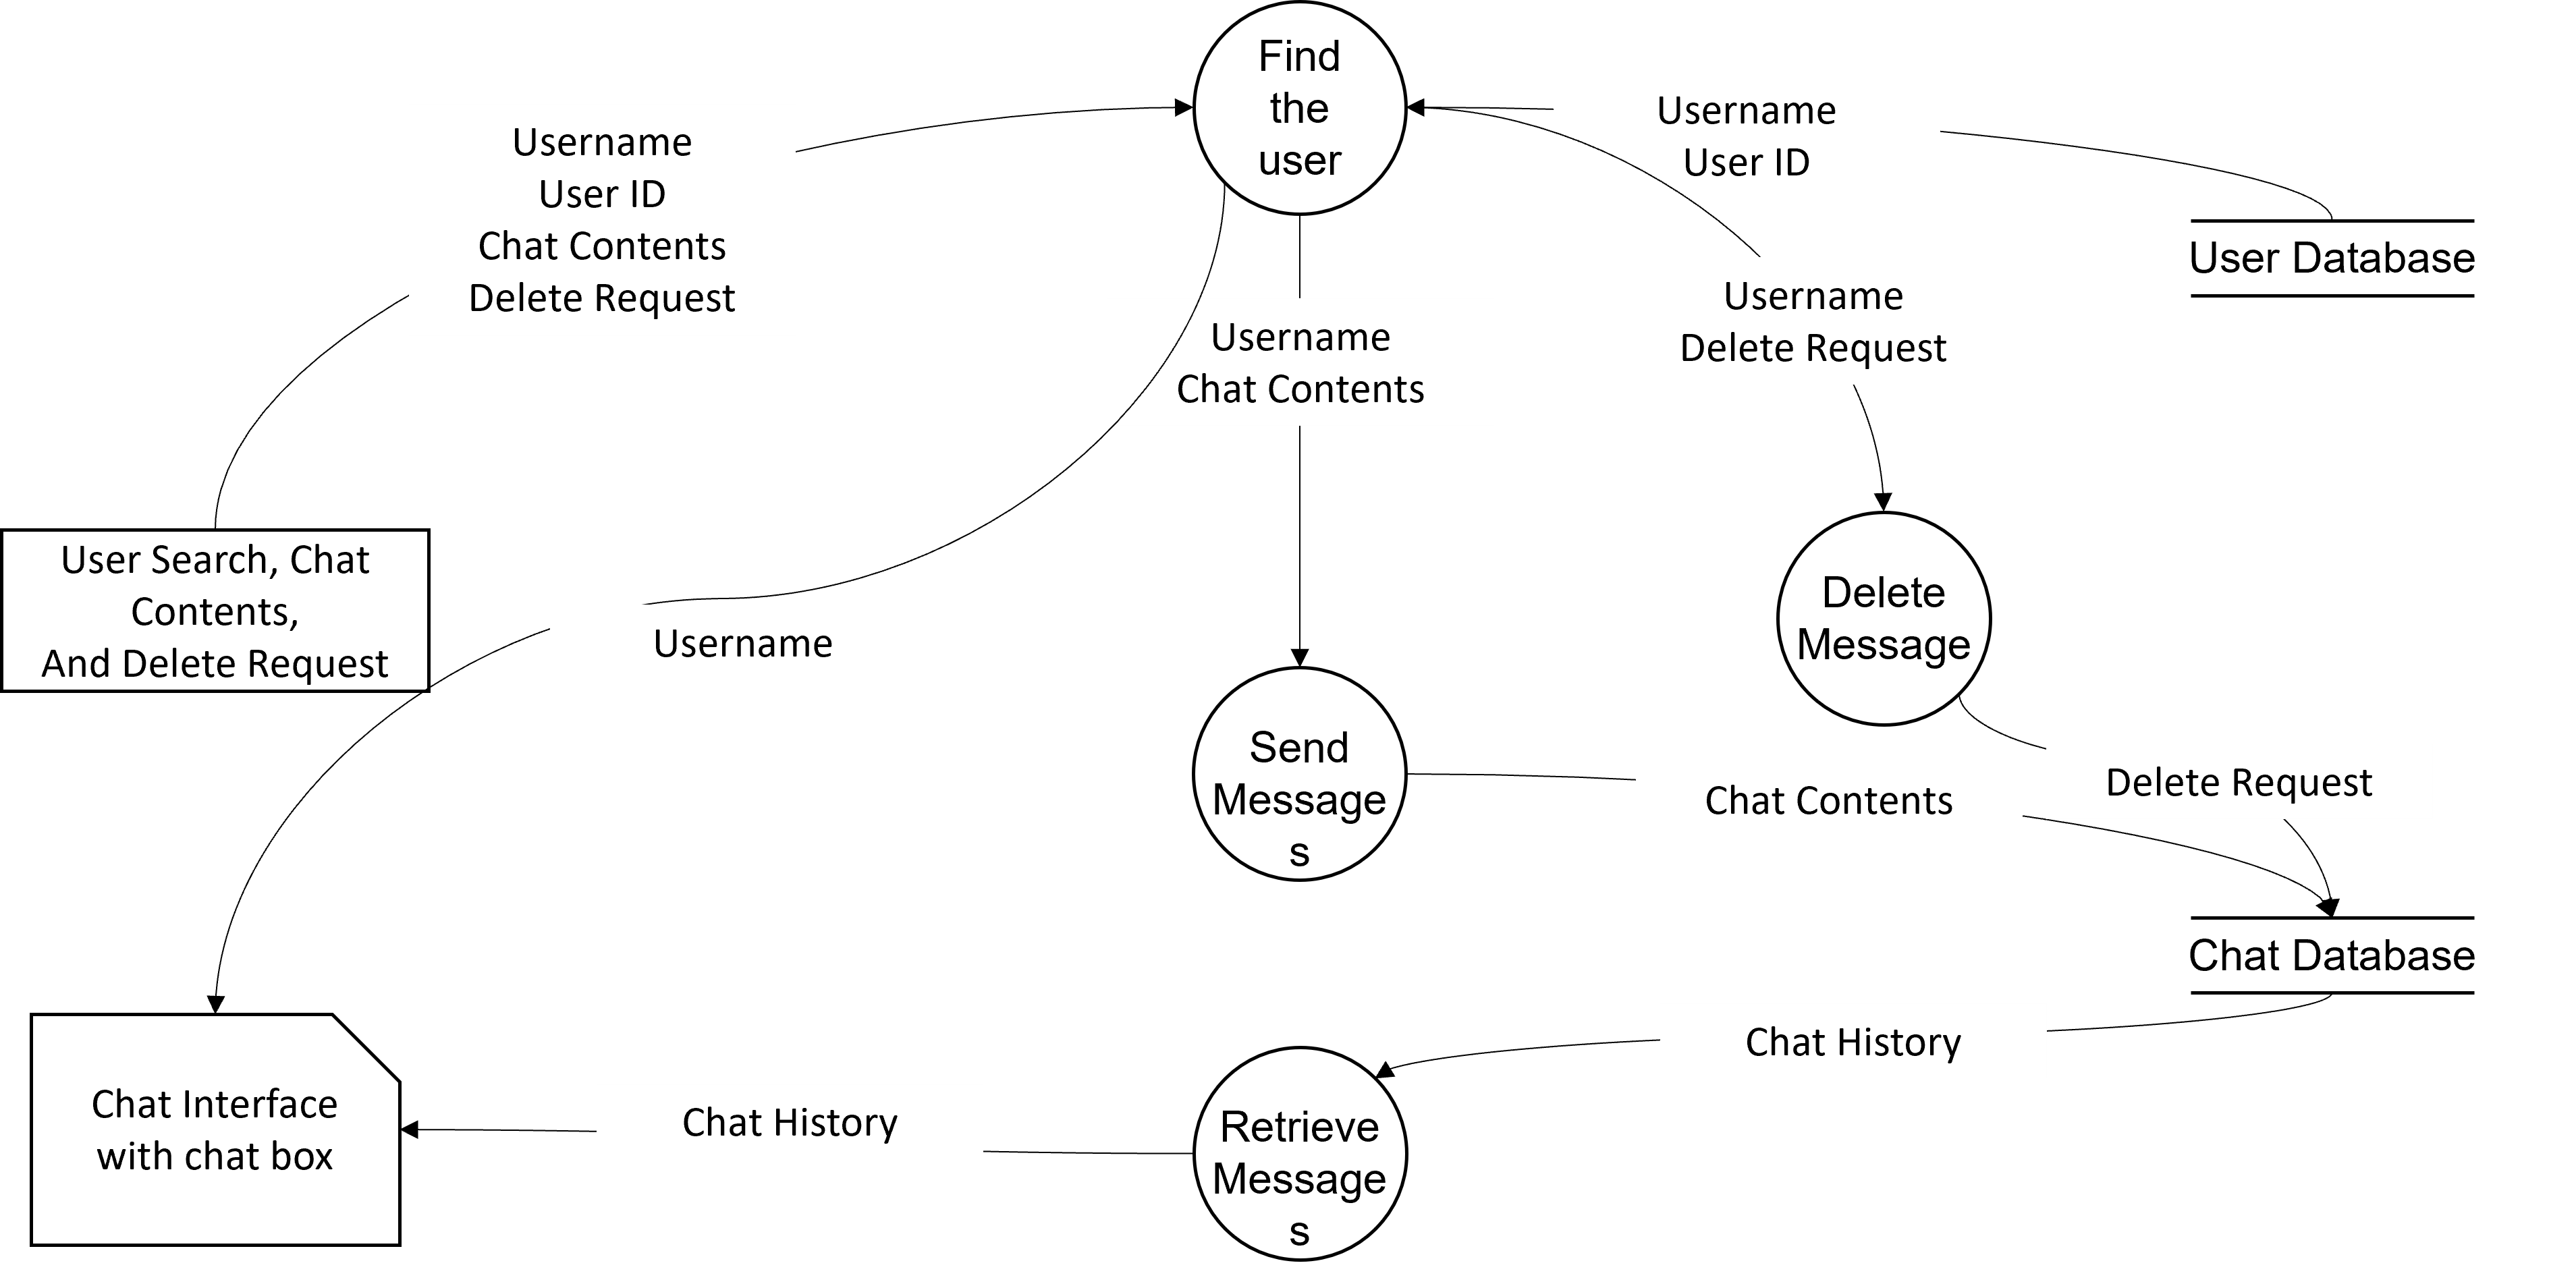 Find
the
user
Username
User ID
Username
User ID
Chat Contents
Delete Request
User Database
Username
Delete Request
Username
Chat Contents
User Search, Chat
Contents,
And Delete Request
Username
Delete
Message
Send
Message
s
Chat Contents
Delete Request
Chat Database
Chat History
Chat Interface
with chat box
Chat History
Retrieve
Message
s